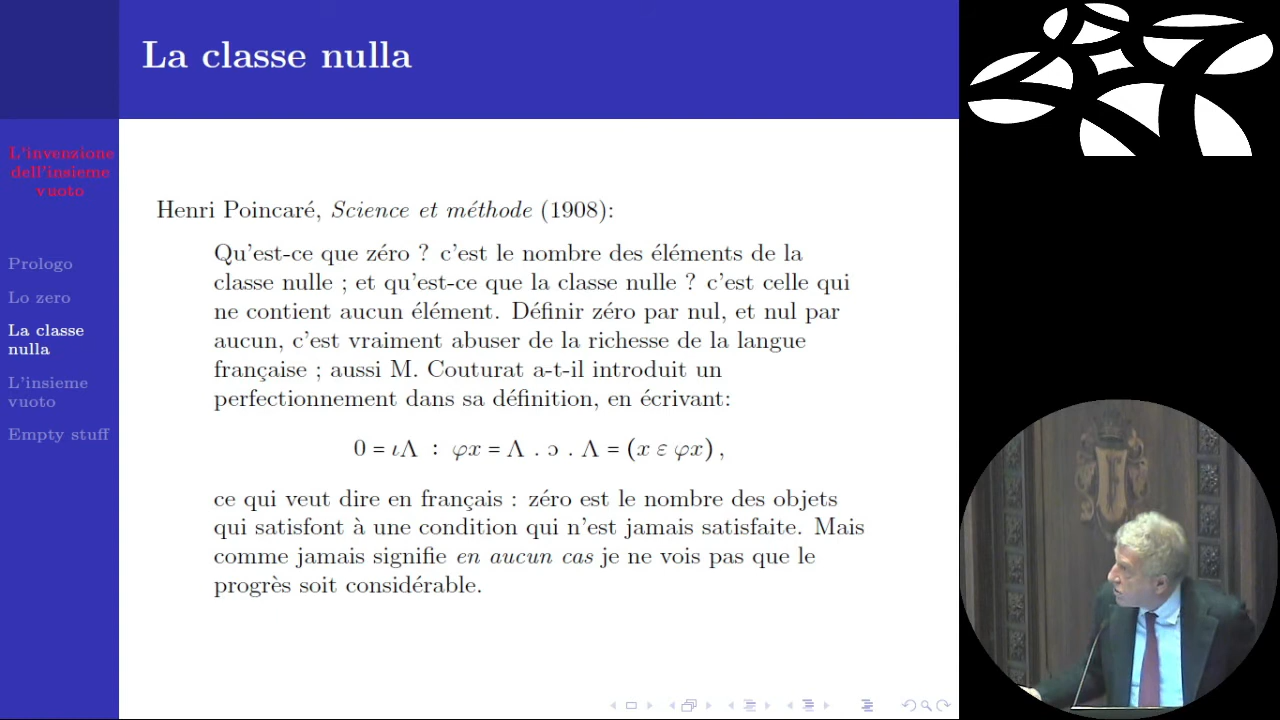 La classe nulla
L'invenzione
dell'insieme
vuoto
Prologo
Lo zero
La classe
nulla
L'insieme
vuoto
Empty stuff
Henri Poincaré, Science et méthode (1908):
Qu'est-ce que zéro ? c'est le nombre des éléments de la
classe nulle ; et qu'est-ce que la classe nulle ? c'est celle qui
ne contient aucun élément. Définir zéro par nul, et nul par
aucun, c'est vraiment abuser de la richesse de la langue
française ; aussi M. Couturat a-t-il introduit un
perfectionnement dans sa définition, en écrivant:
0 = ιΛ : φx = Λ . ɔ . Λ = (x ε φx) ,
ce qui veut dire en français : zéro est le nombre des objets
qui satisfont à une condition qui n'est jamais satisfaite. Mais
comme jamais signifie en aucun cas je ne vois pas que le
progrès soit considérable.